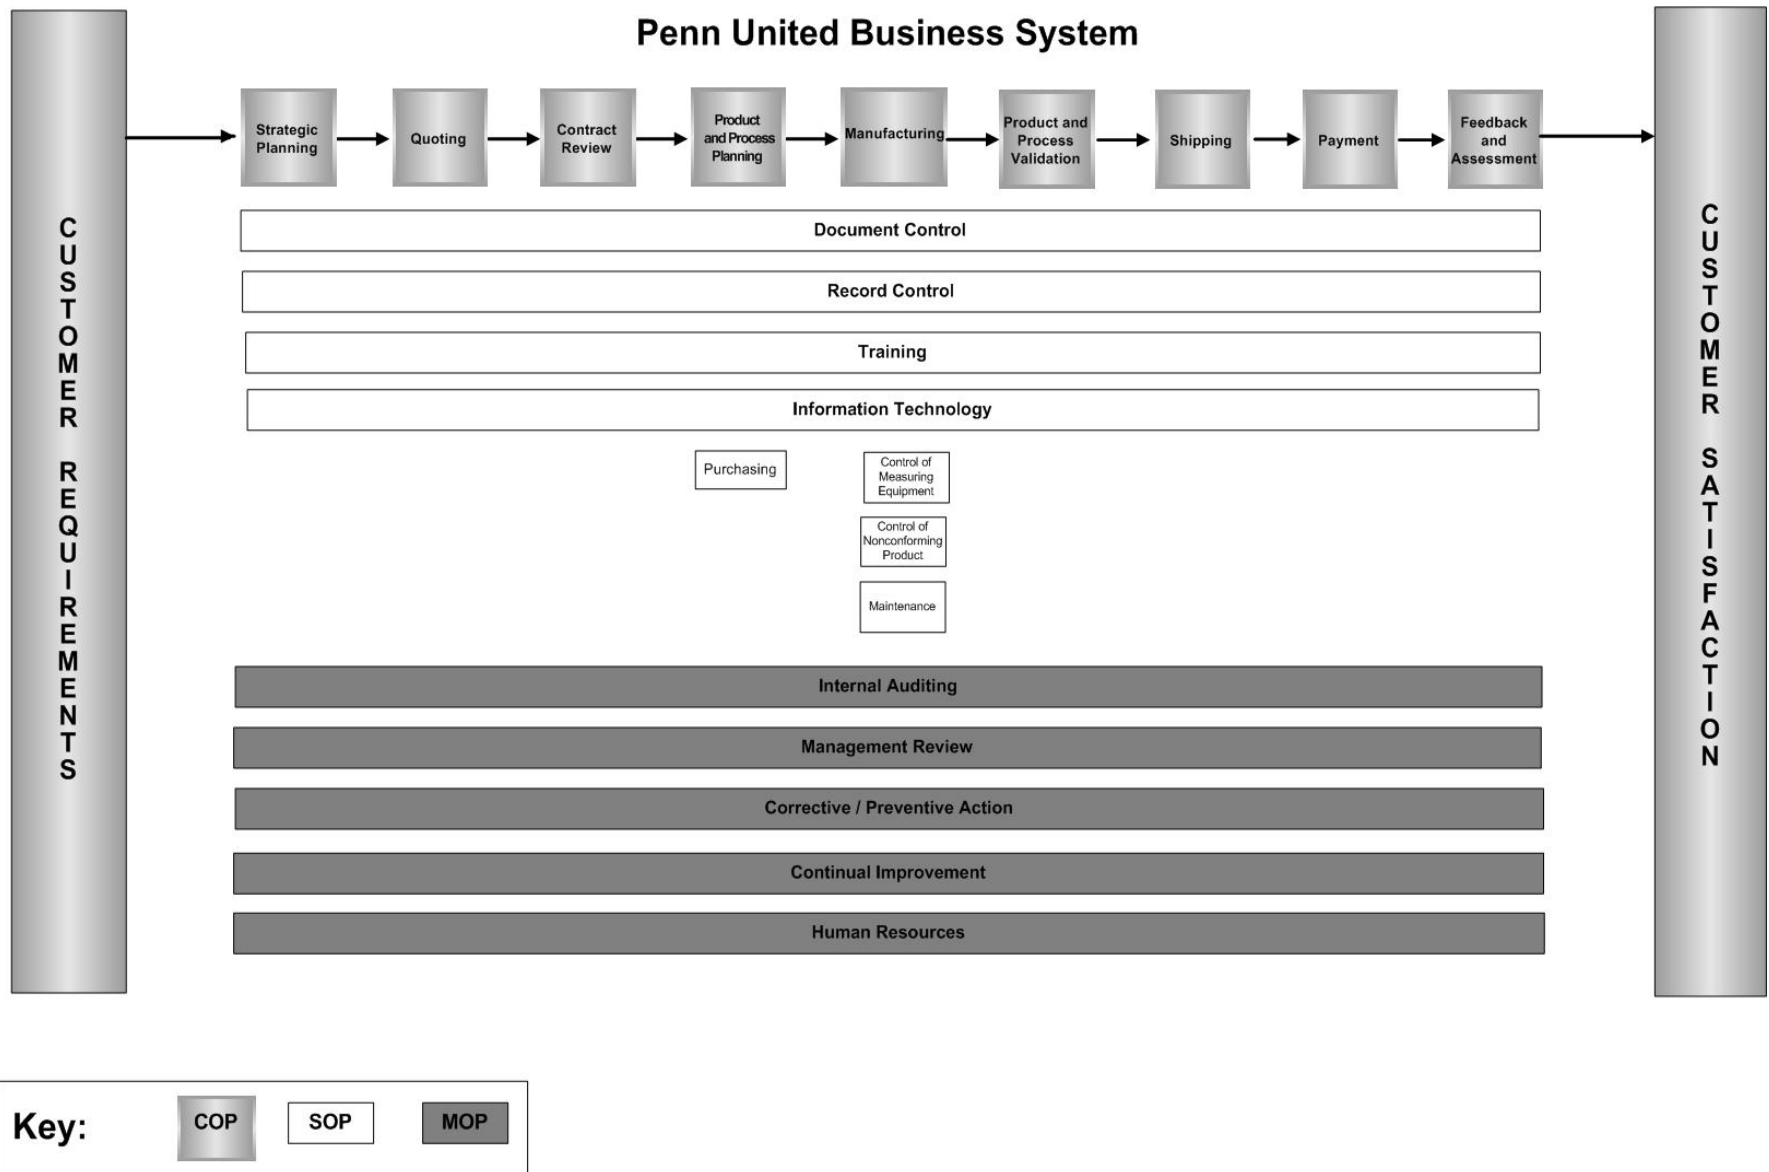 Penn United Business System
CUSTOMER REQUIREMENTS
Strategic
Planning
Quoting
Contract
Review
Product
and Process
Planning
Manufacturing
Product and
Process
Validation
Shipping
Payment
Feedback
and
Assessment
CUSTOMER SATISFACTION
Document Control
Record Control
Training
Information Technology
Purchasing
Control of
Measuring
Equipment
Control of
Nonconforming
Product
Maintenance
Internal Auditing
Management Review
Corrective / Preventive Action
Continual Improvement
Human Resources
Key:
COP
SOP
MOP